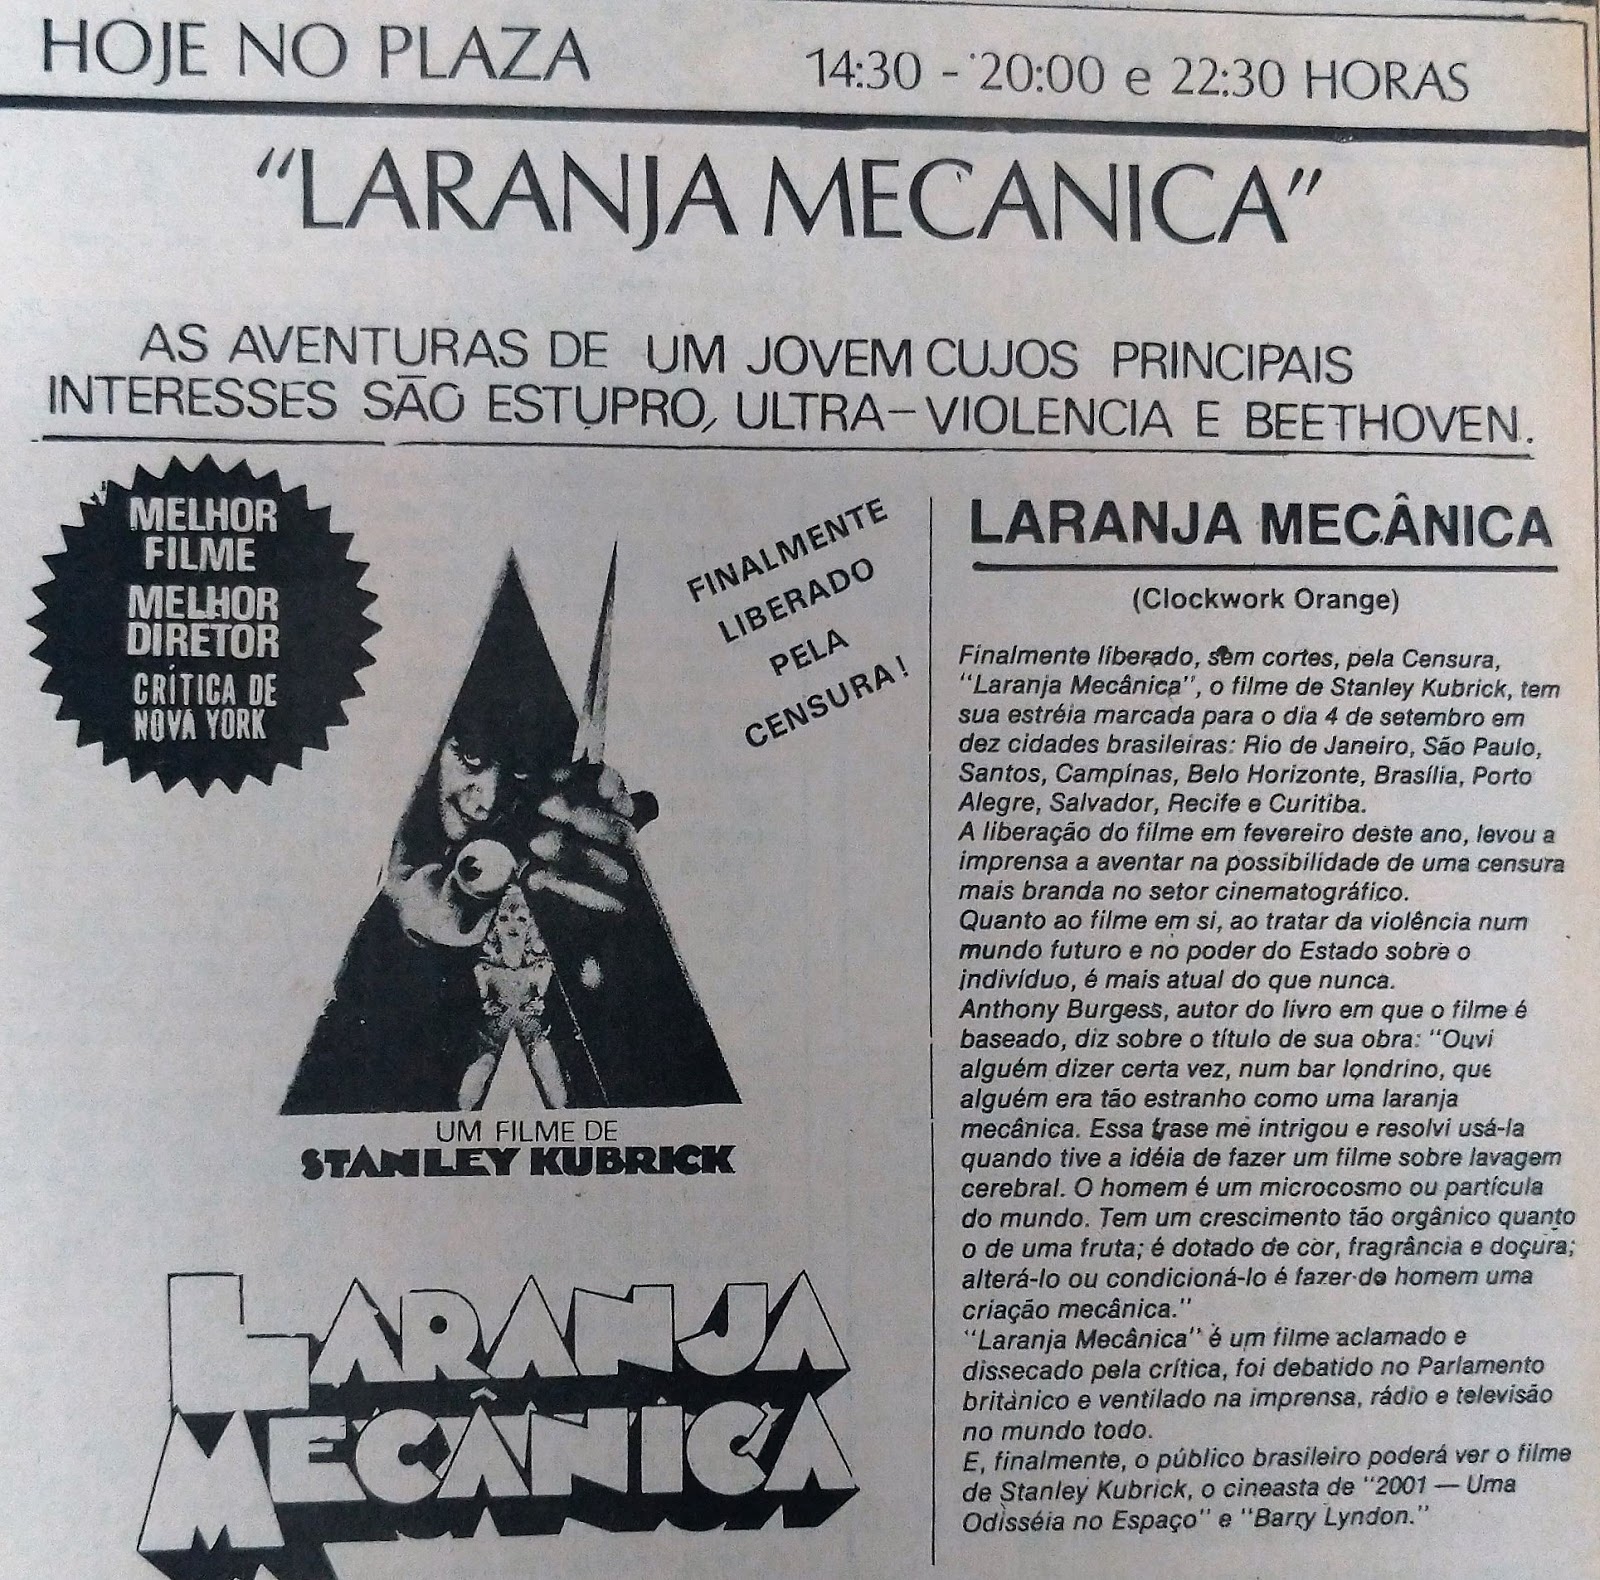 HOJE NO PLAZA 14:30 - 20:00 e 22:30 HORAS
“LARANJA MECANICA”
AS AVENTURAS DE UM JOVEM CUJOS PRINCIPAIS
INTERESSES SÃO ESTUPRO, ULTRA-VIOLENCIA E BEETHOVEN.
MELHOR
FILME
MELHOR
DIRETOR
CRÍTICA DE
NOVA YORK
FINALMENTE
LIBERADO
PELA
CENSURA!
UM FILME DE
STANLEY KUBRICK
LARANJA
MECÂNICA
LARANJA MECÂNICA
(Clockwork Orange)
Finalmente liberado, sem cortes, pela Censura,
“Laranja Mecânica”, o filme de Stanley Kubrick, tem
sua estréia marcada para o dia 4 de setembro em
dez cidades brasileiras: Rio de Janeiro, São Paulo,
Santos, Campínas, Belo Horizonte, Brasília, Porto
Alegre, Salvador, Recife e Curitiba.
A liberação do filme em fevereiro deste ano, levou a
imprensa a aventar na possibilidade de uma censura
mais branda no setor cinematográfico.
Quanto ao filme em si, ao tratar da violência num
mundo futuro e no poder do Estado sobre o
indivíduo, é mais atual do que nunca.
Anthony Burgess, autor do livro em que o filme é
baseado, diz sobre o título de sua obra: “Ouvi
alguém dizer certa vez, num bar londrino, que
alguém era tão estranho como uma laranja
mecânica. Essa frase me intrigou e resolvi usá-la
quando tive a idéia de fazer um filme sobre lavagem
cerebral. O homem é um microcosmo ou partícula
do mundo. Tem um crescimento tão orgânico quanto
o de uma fruta; é dotado de cor, fragrância e doçura;
alterá-lo ou condicioná-lo é fazer do homem uma
criação mecânica.”
“Laranja Mecânica” é um filme aclamado e
dissecado pela crítica, foi debatido no Parlamento
britânico e ventilado na imprensa, rádio e televisão
no mundo todo.
E, finalmente, o público brasileiro poderá ver o filme
de Stanley Kubrick, o cineasta de “2001 — Uma
Odisséia no Espaço” e “Barry Lyndon.”